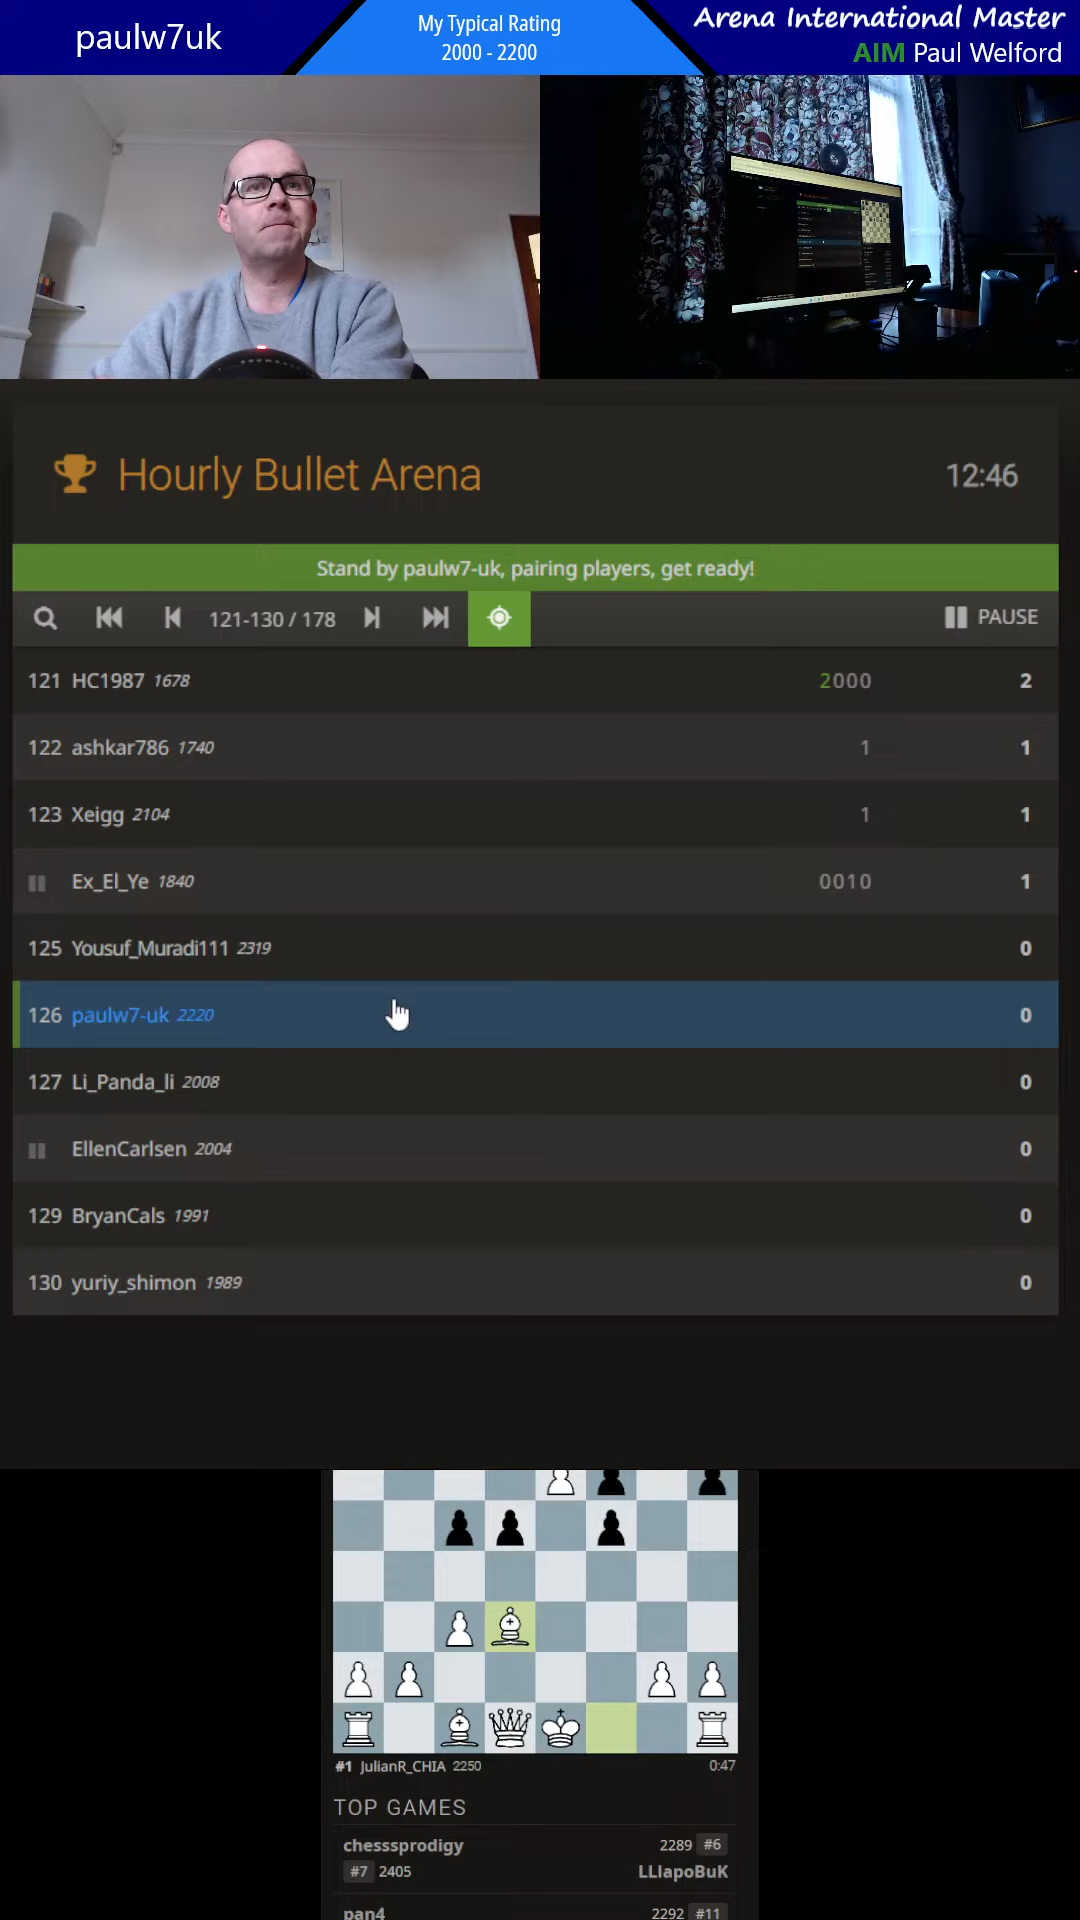 paulw7uk
My Typical Rating
2000 - 2200
Arena International Master
AIM Paul Welford
Hourly Bullet Arena
12:46
Stand by paulw7-uk, pairing players, get ready!
121-130 / 178
PAUSE
121 HC1987 1678 2000 2
122 ashkar786 1740 1 1
123 Xeigg 2104 1 1
Ex_El_Ye 1840 0010 1
125 Yousuf_Muradi111 2319 0
126 paulw7-uk 2220 0
127 Li_Panda_li 2008 0
EllenCarlsen 2004 0
129 BryanCals 1991 0
130 yuriy_shimon 1989 0
#1 JulianR_CHIA 2250 0:47
TOP GAMES
chesssprodigy 2289 #6
#7 2405 LLIapoBuK
pan4 2292 #11